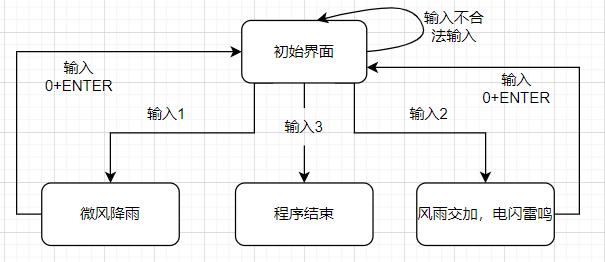 输入不合
法输入
初始界面
输入
0+ENTER
输入
0+ENTER
输入1
输入3
输入2
微风降雨
程序结束
风雨交加，电闪雷鸣